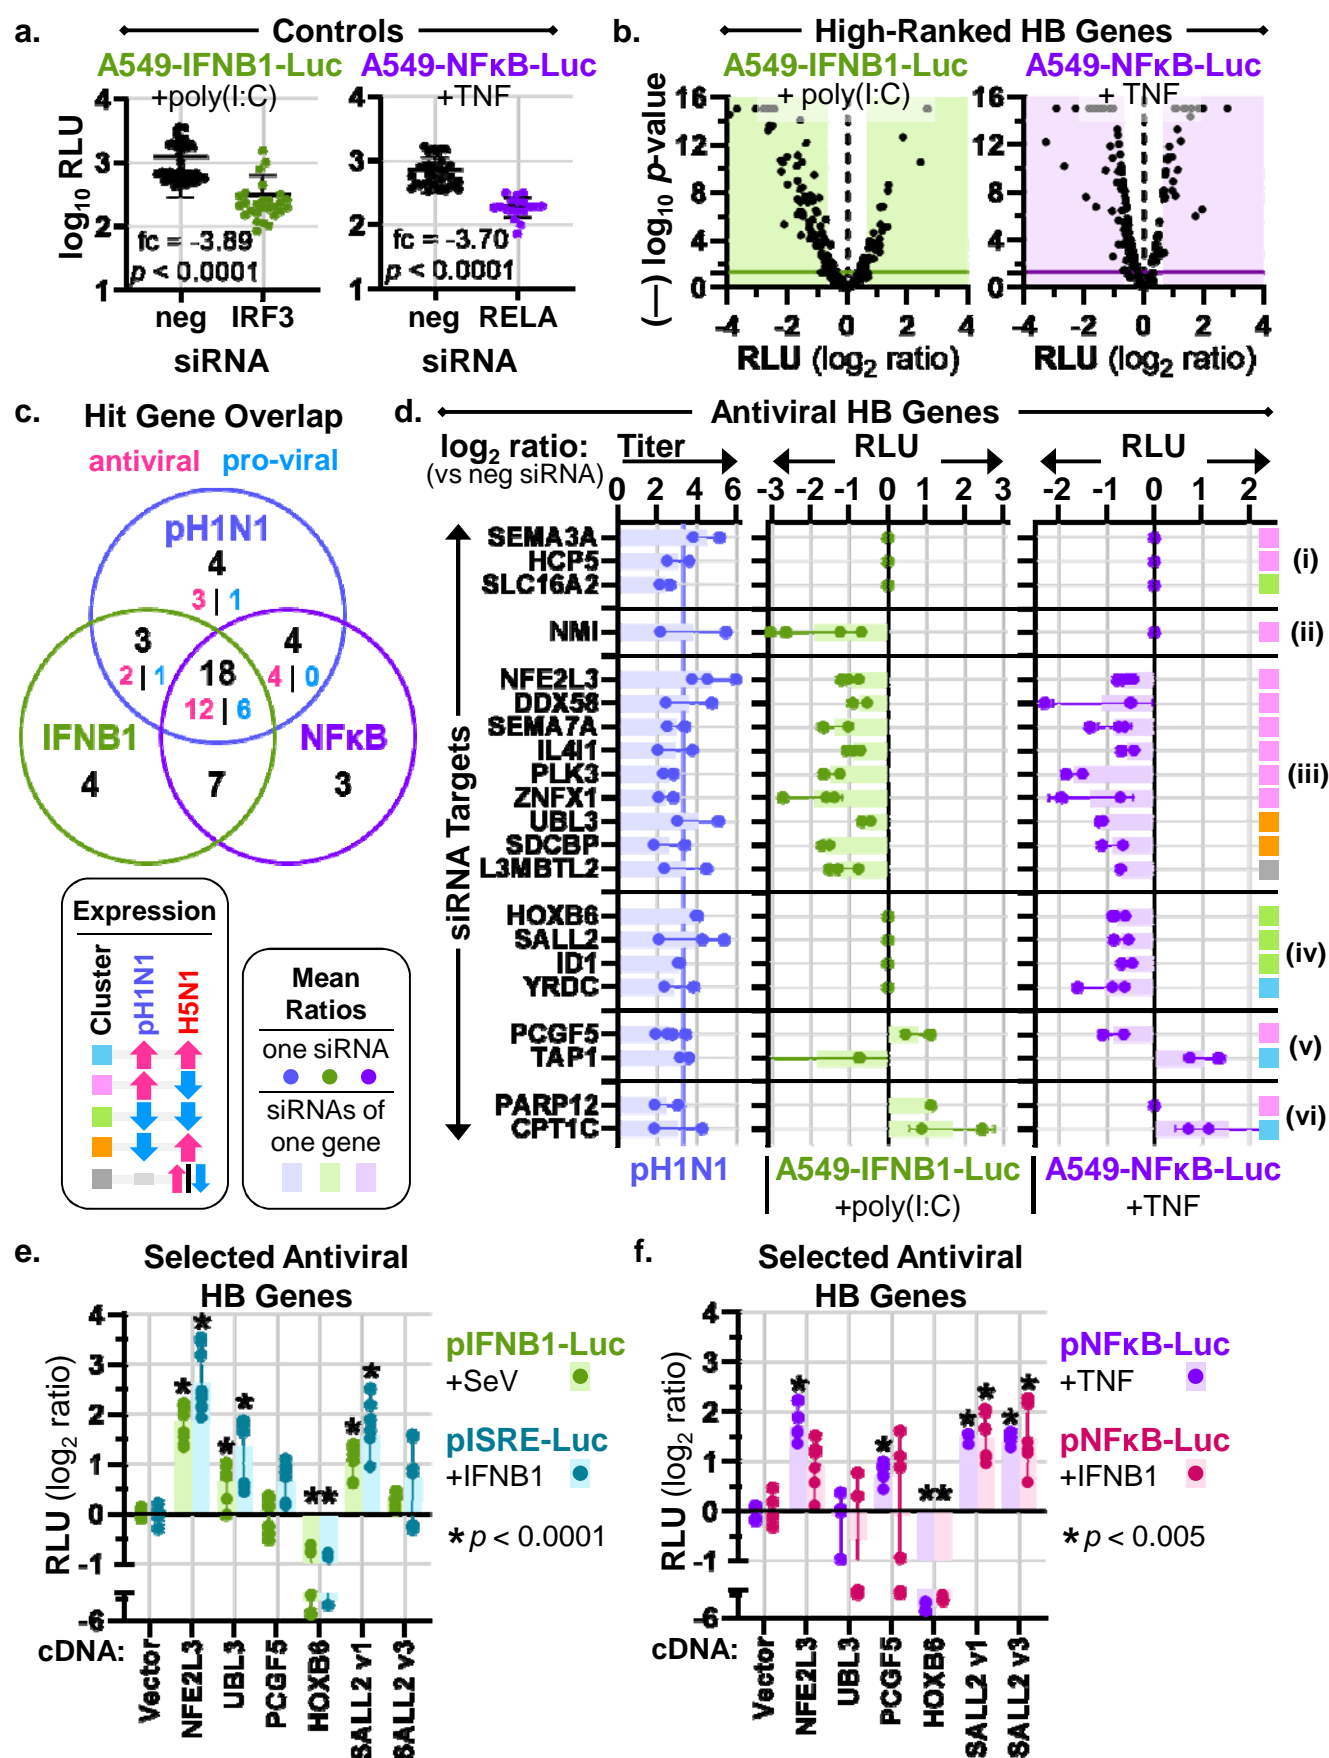 a.
Controls
A549-IFNB1-Luc
+poly(I:C)
A549-NFκB-Luc
+TNF
log10 RLU
4
3
2
1
fc = -3.89
p < 0.0001
neg IRF3
siRNA
4
3
2
1
fc = -3.70
p < 0.0001
neg RELA
siRNA
b.
High-Ranked HB Genes
A549-IFNB1-Luc
+ poly(I:C)
A549-NFκB-Luc
+ TNF
(—) log10 p-value
16
12
8
4
0
-4 -2 0 2 4
RLU (log2 ratio)
16
12
8
4
0
-4 -2 0 2 4
RLU (log2 ratio)
c.
Hit Gene Overlap
antiviral pro-viral
pH1N1
4
3 | 1
3
2 | 1
4
4 | 0
18
12 | 6
IFNB1
4
NFκB
3
7
Expression
Cluster
pH1N1
H5N1
Mean
Ratios
one siRNA
siRNAs of
one gene
d.
Antiviral HB Genes
log2 ratio:
(vs neg siRNA)
Titer
RLU
RLU
0 2 4 6
-3 -2 -1 0 1 2 3
-2 -1 0 1 2
siRNA Targets
SEMA3A
HCP5
SLC16A2
(i)
NMI
(ii)
NFE2L3
DDX58
SEMA7A
IL4I1
PLK3
ZNFX1
UBL3
SDCBP
L3MBTL2
(iii)
HOXB6
SALL2
ID1
YRDC
(iv)
PCGF5
TAP1
(v)
PARP12
CPT1C
(vi)
pH1N1
A549-IFNB1-Luc
+poly(I:C)
A549-NFκB-Luc
+TNF
e.
Selected Antiviral
HB Genes
RLU (log2 ratio)
4
3
2
1
0
-1
-6
* * * * ** * *
pIFNB1-Luc
+SeV
pISRE-Luc
+IFNB1
* p < 0.0001
cDNA:
Vector
NFE2L3
UBL3
PCGF5
HOXB6
SALL2 v1
SALL2 v3
f.
Selected Antiviral
HB Genes
RLU (log2 ratio)
4
3
2
1
0
-1
-6
* * ** * * * *
pNFκB-Luc
+TNF
pNFκB-Luc
+IFNB1
* p < 0.005
cDNA:
Vector
NFE2L3
UBL3
PCGF5
HOXB6
SALL2 v1
SALL2 v3